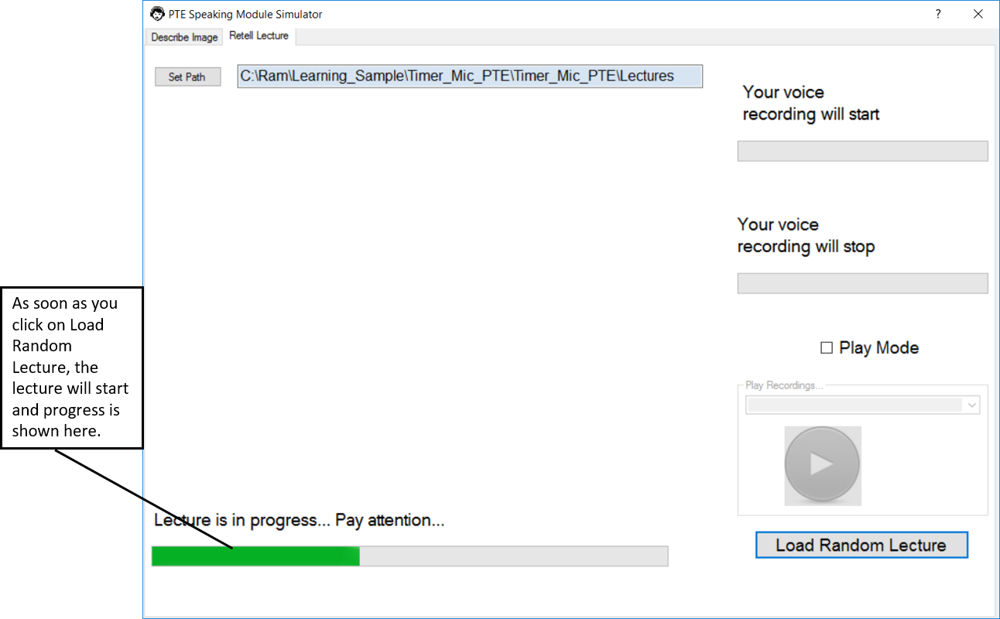 PTE Speaking Module Simulator
?
Describe Image
Retell Lecture
Set Path
C:\Ram\Learning_Sample\Timer_Mic_PTE\Timer_Mic_PTE\Lectures
Your voice
recording will start
Your voice
recording will stop
As soon as you
click on Load
Random
Lecture, the
lecture will start
and progress is
shown here.
Play Mode
Play Recordings...
Lecture is in progress... Pay attention...
Load Random Lecture